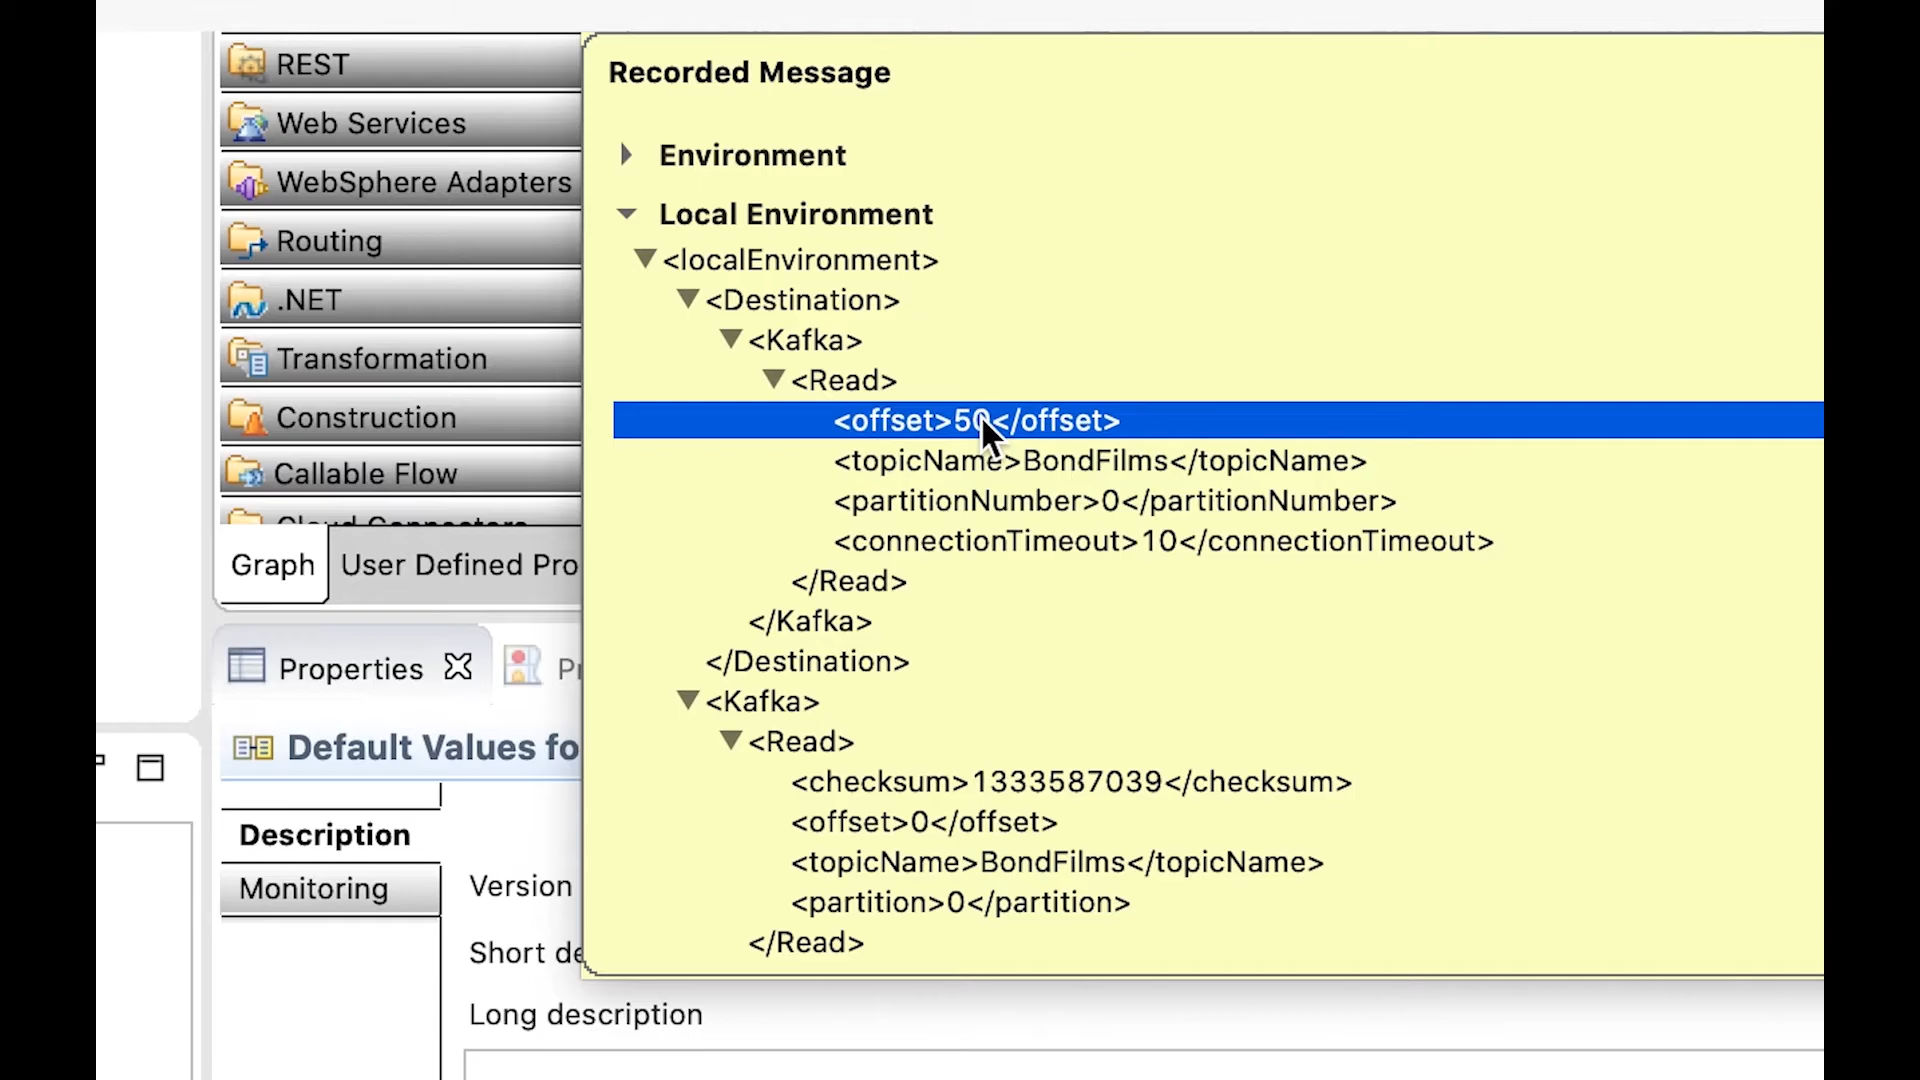 REST
Web Services
WebSphere Adapters
Routing
.NET
Transformation
Construction
Callable Flow
Cloud Connectors
Graph
User Defined Pro
Properties
Pr
Default Values fo
Description
Monitoring
Version
Short de
Long description
Recorded Message
Environment
Local Environment
<localEnvironment>
<Destination>
<Kafka>
<Read>
<offset>50</offset>
<topicName>BondFilms</topicName>
<partitionNumber>0</partitionNumber>
<connectionTimeout>10</connectionTimeout>
</Read>
</Kafka>
</Destination>
<Kafka>
<Read>
<checksum>1333587039</checksum>
<offset>0</offset>
<topicName>BondFilms</topicName>
<partition>0</partition>
</Read>